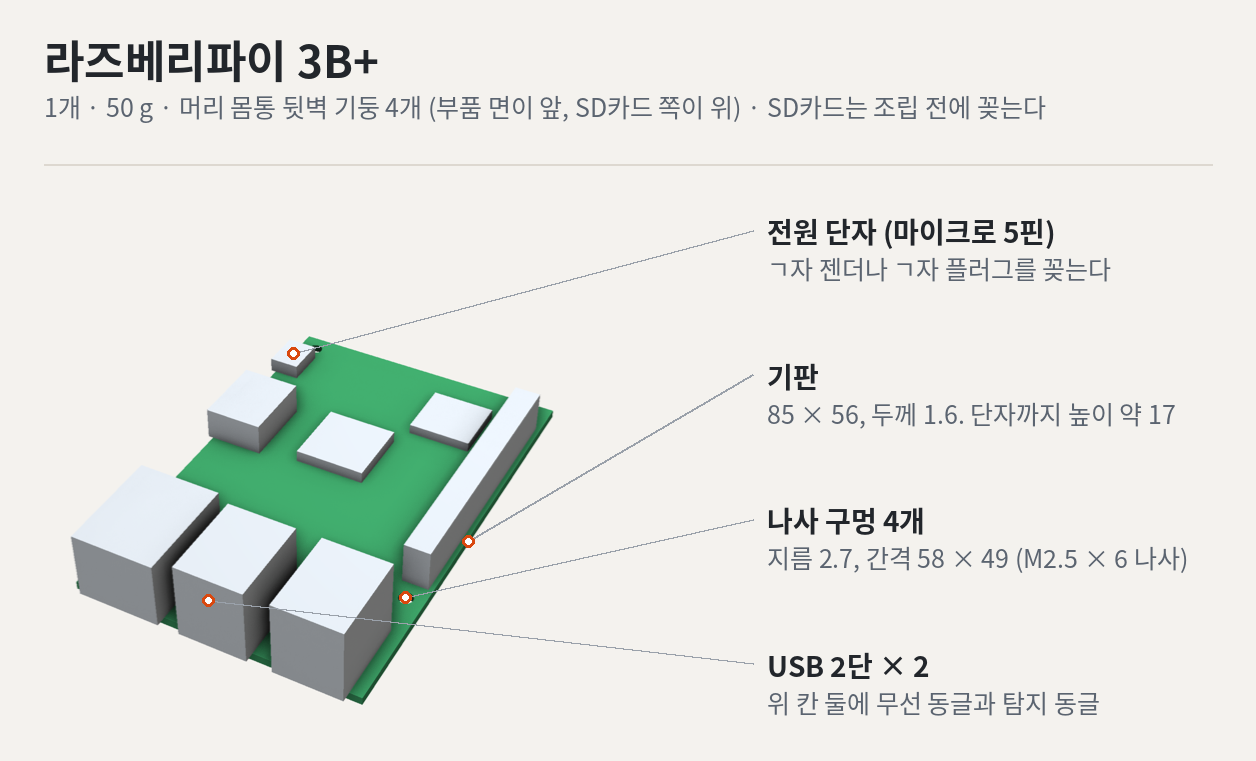 라즈베리파이 3B+
1개 · 50 g · 머리 몸통 뒷벽 기둥 4개 (부품 면이 앞, SD카드 쪽이 위) · SD카드는 조립 전에 꽂는다
전원 단자 (마이크로 5핀)
ㄱ자 젠더나 ㄱ자 플러그를 꽂는다
기판
85 × 56, 두께 1.6. 단자까지 높이 약 17
나사 구멍 4개
지름 2.7, 간격 58 × 49 (M2.5 × 6 나사)
USB 2단 × 2
위 칸 둘에 무선 동글과 탐지 동글